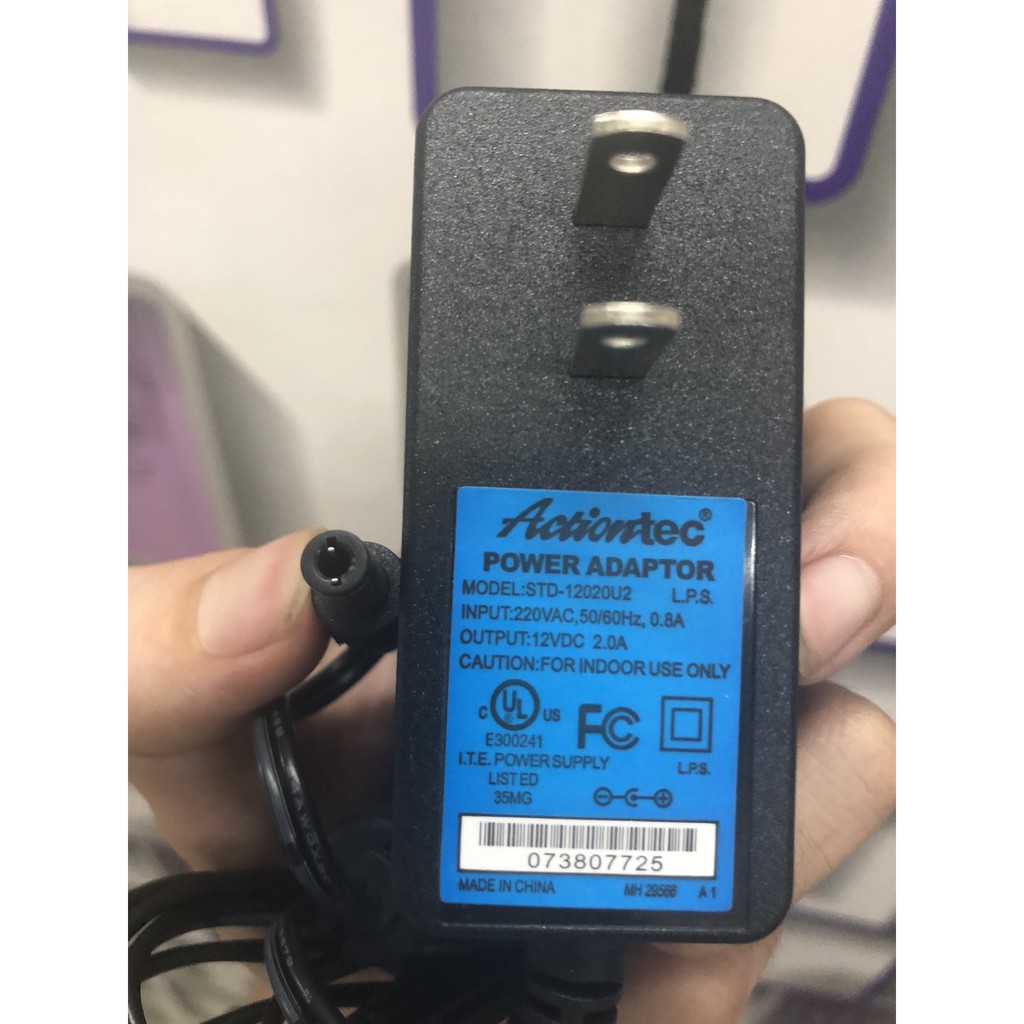 Actiontec®
POWER ADAPTOR
MODEL:STD-12020U2 L.P.S.
INPUT:220VAC,50/60Hz, 0.8A
OUTPUT:12VDC 2.0A
CAUTION:FOR INDOOR USE ONLY
C UL® US
FC
E300241
I.T.E. POWER SUPPLY
LISTED
35MG
L.P.S.
073807725
MADE IN CHINA MH 29566 A1